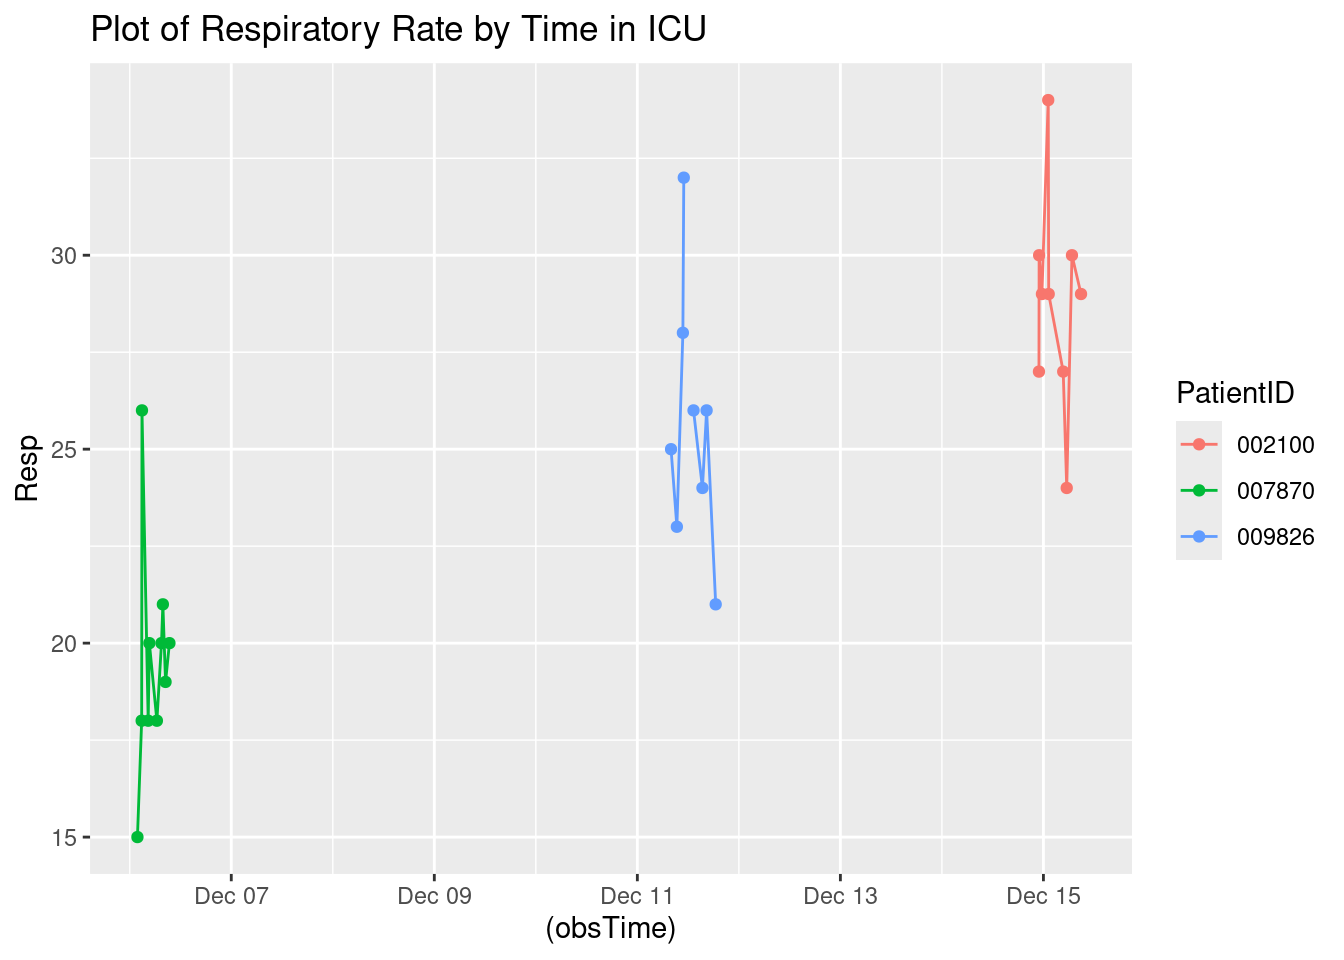 Plot of Respiratory Rate by Time in ICU
Resp
30
25
20
15
Dec 07
Dec 09
Dec 11
Dec 13
Dec 15
(obsTime)
PatientID
002100
007870
009826